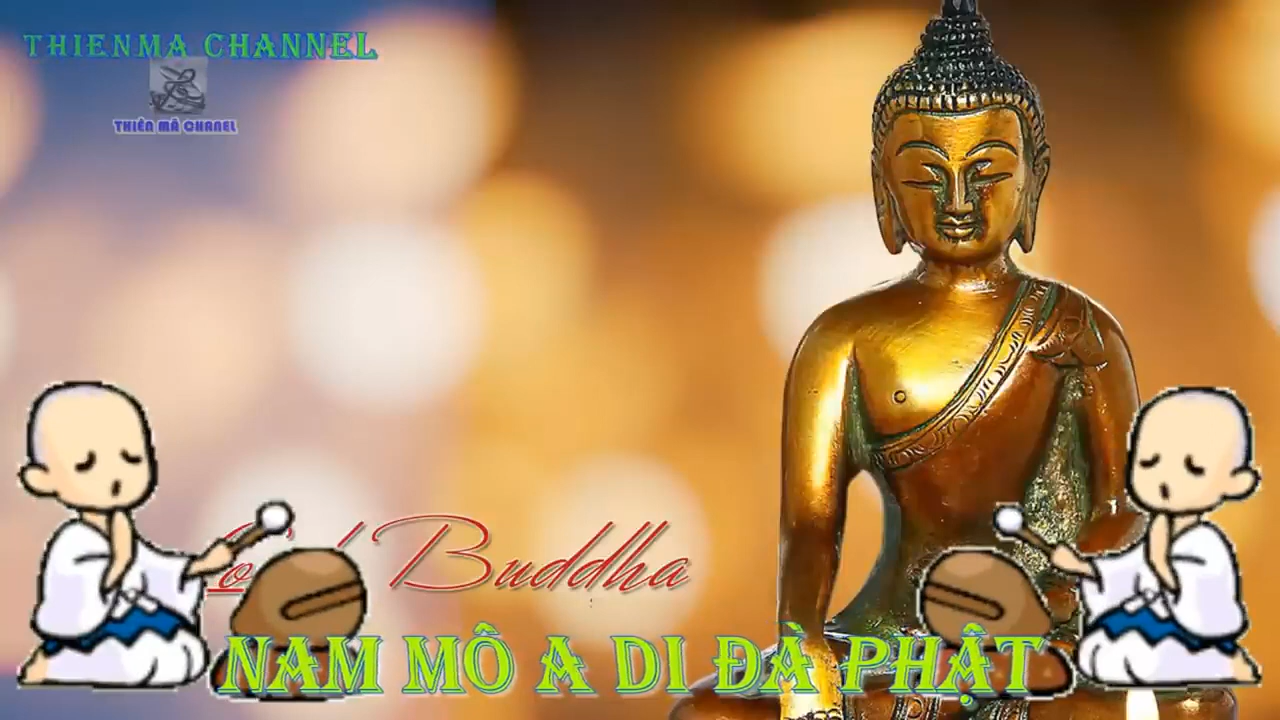 THIENMA CHANNEL
THIÊN MÃ CHANEL
Buddha
NAM MÔ A DI ĐÀ PHẬT